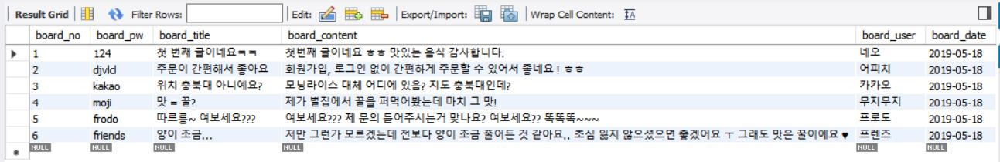 Result Grid Filter Rows: Edit: Export/Import: Wrap Cell Content: IA
board_no board_pw board_title board_content board_user board_date
1 124 첫 번째 글이네요ㅋㅋ 첫번째 글이네요 ㅎㅎ 맛있는 음식 감사합니다. 네오 2019-05-18
2 djvlcl 주문이 간편해서 좋아요 회원가입, 로그인 없이 간편하게 주문할 수 있어서 좋네요 ! ㅎㅎ 어피치 2019-05-18
3 kakao 위치 충북대 아니예요? 모닝라이스 대체 어디에 있음? 지도 충북대인데? 카카오 2019-05-18
4 moji 맛 = 꿀? 제가 벌집에서 꿀을 퍼먹어봤는데 마치 그 맛! 무지무지 2019-05-18
5 frodo 따르릉~ 여보세요??? 여보세요??? 제 문의 들어주시는거 맞나요? 여보세요?? 똑똑똑~~~ 프로도 2019-05-18
6 friends 양이 조금... 저만 그런가 모르겠는데 전보다 양이 조금 풀어든 것 같아요.. 초심 잃지 않으셨으면 좋겠어요 ㅜ 그래도 맛은 꿀이에요 ♥ 프렌즈 2019-05-18
NULL NULL NULL NULL NULL NULL